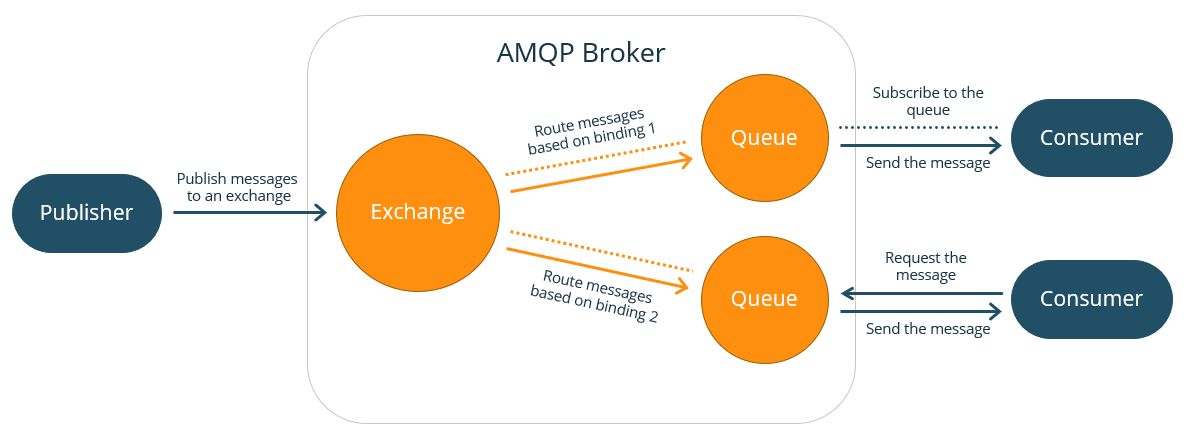 AMQP Broker
Publisher
Publish messages
to an exchange
Exchange
Route messages
based on binding 1
Queue
Subscribe to the
queue
Send the message
Consumer
Route messages
based on binding 2
Queue
Request the
message
Send the message
Consumer